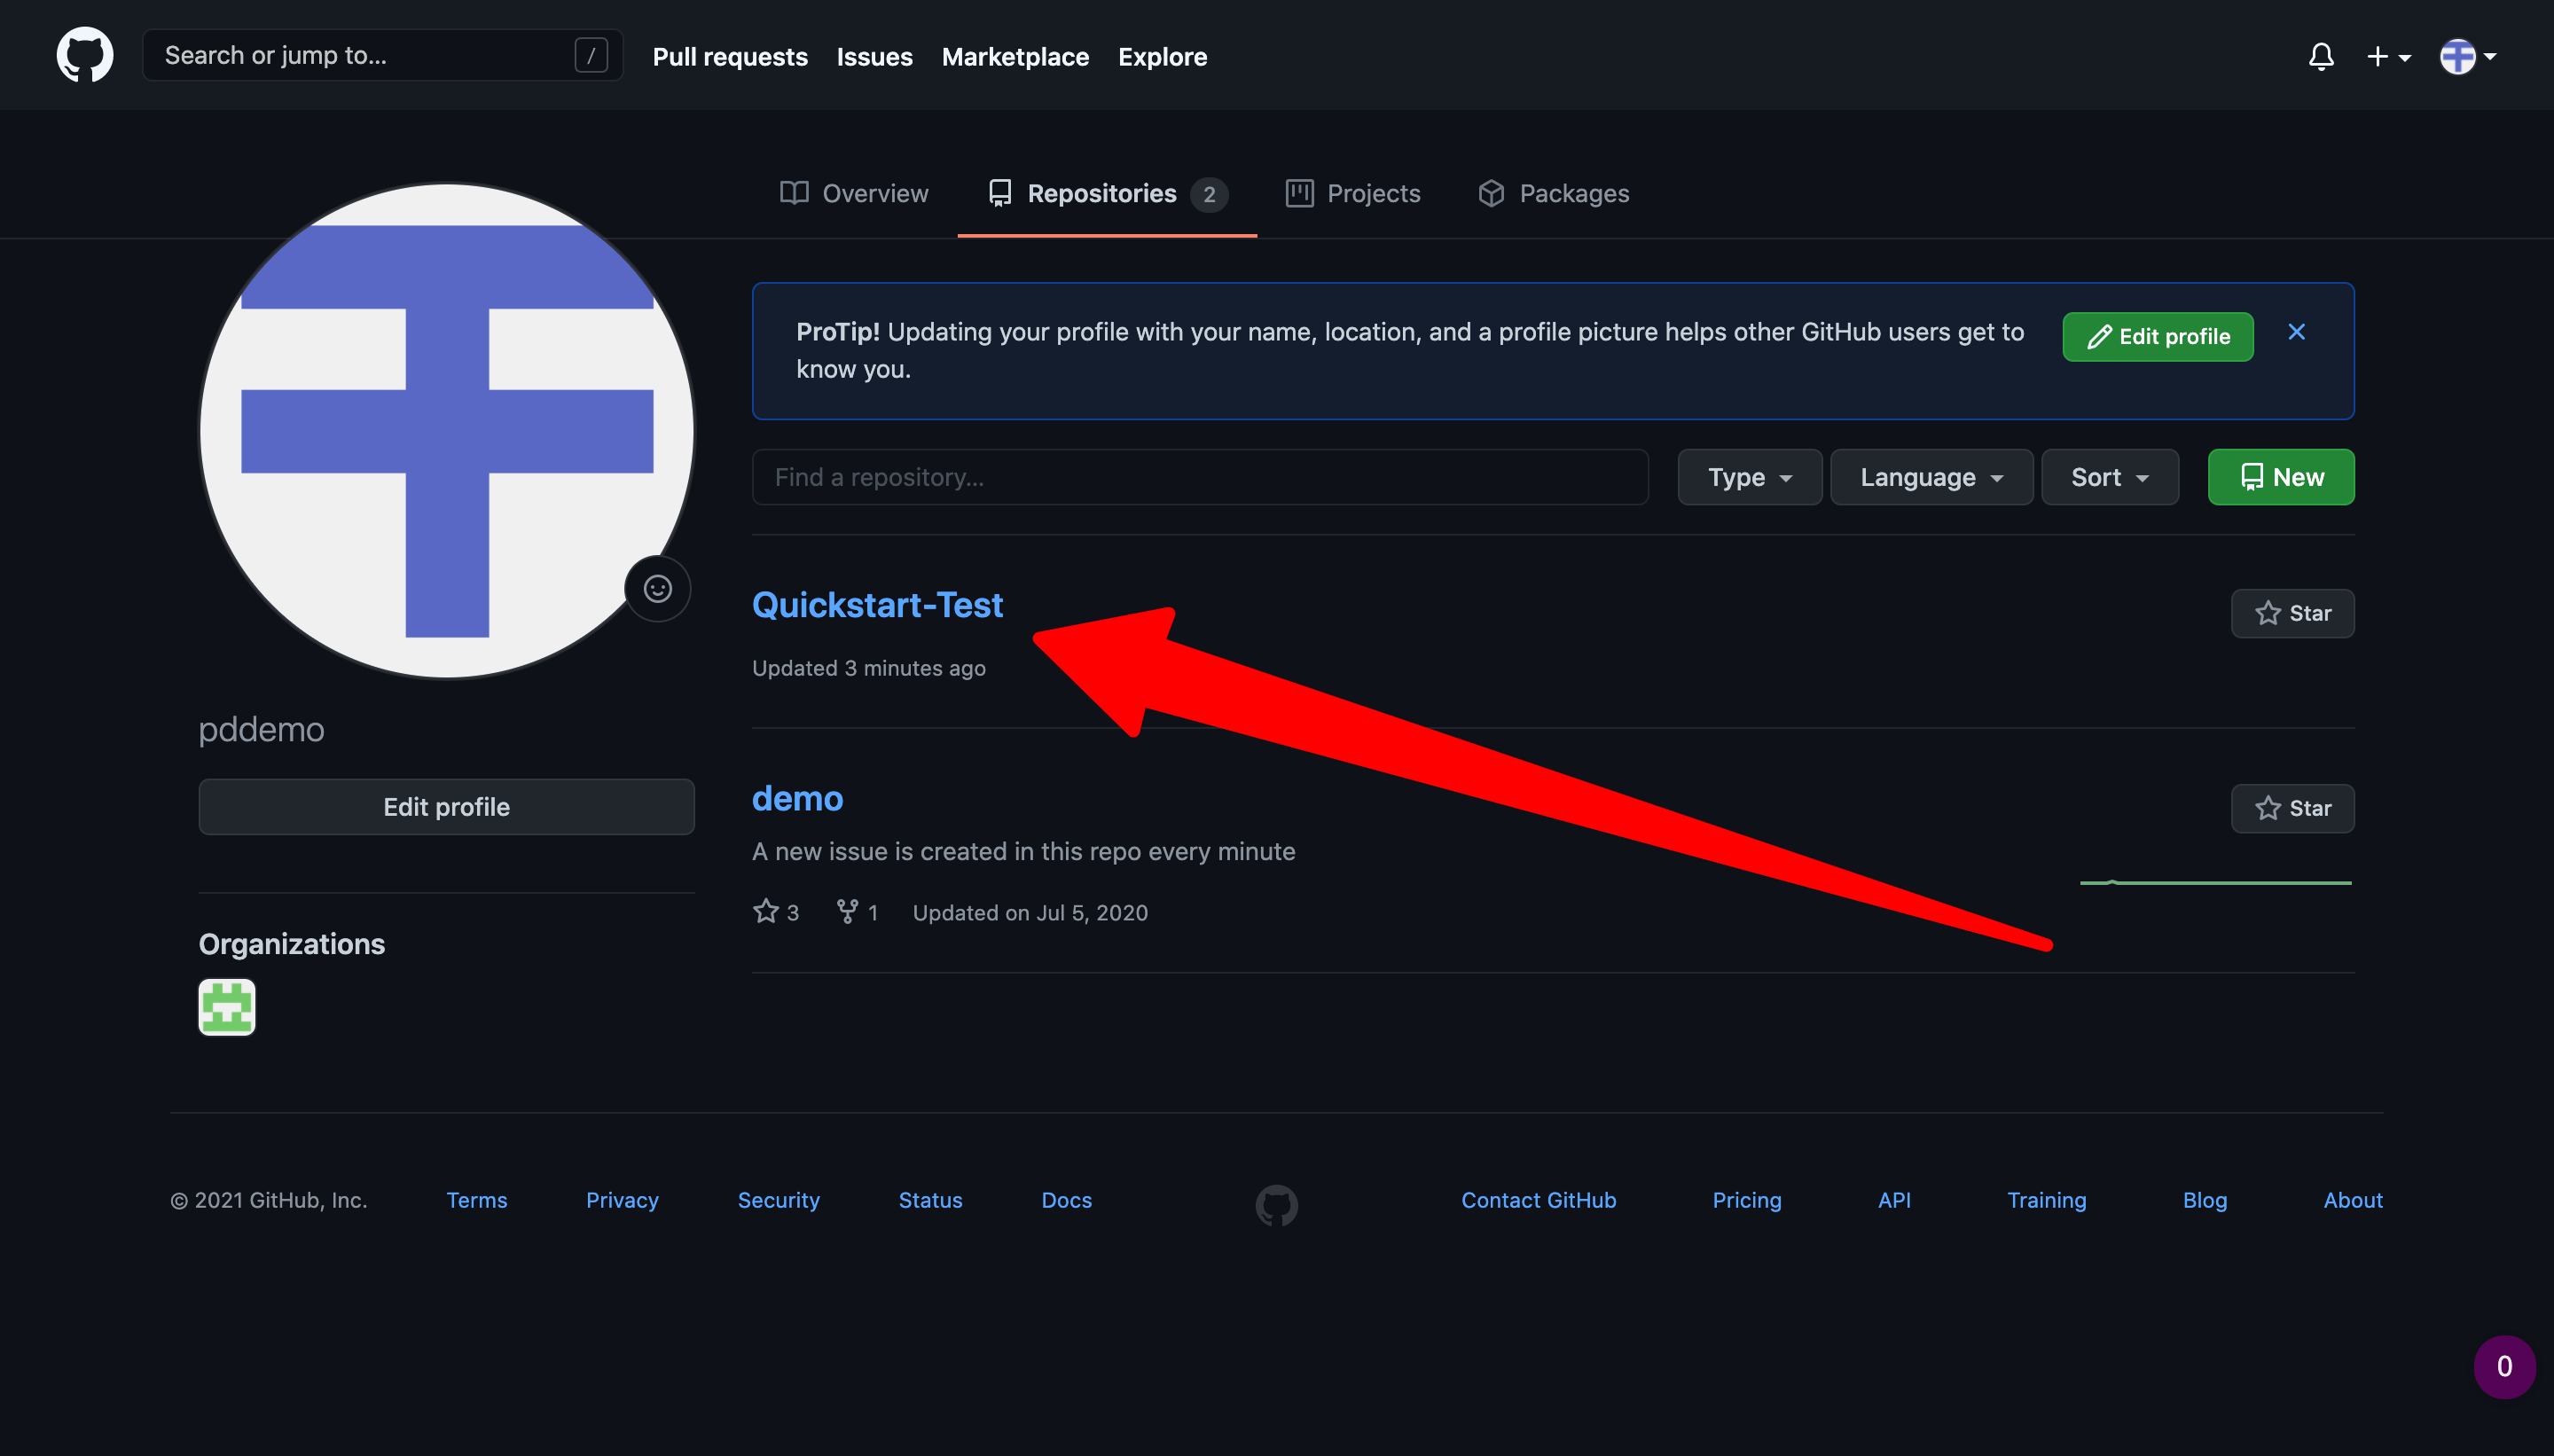 Search or jump to...
/
Pull requests
Issues
Marketplace
Explore
Overview
Repositories 2
Projects
Packages
ProTip! Updating your profile with your name, location, and a profile picture helps other GitHub users get to
know you.
Edit profile
Find a repository...
Type
Language
Sort
New
Quickstart-Test
Star
Updated 3 minutes ago
pddemo
Edit profile
demo
Star
A new issue is created in this repo every minute
3
1
Updated on Jul 5, 2020
Organizations
© 2021 GitHub, Inc.
Terms
Privacy
Security
Status
Docs
Contact GitHub
Pricing
API
Training
Blog
About
0